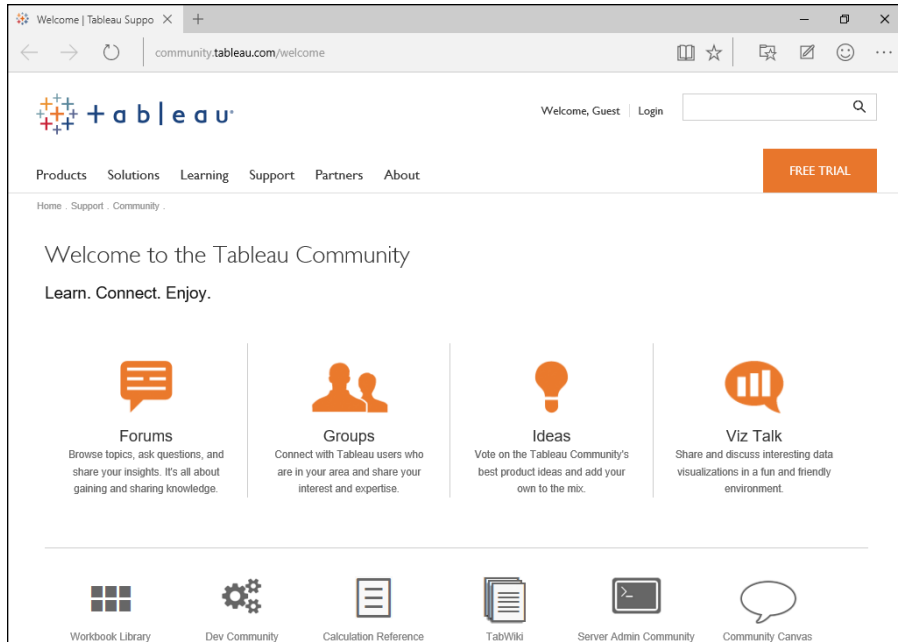 Welcome | Tableau Suppo
community.tableau.com/welcome
+ a b | e a u
Welcome, Guest | Login
Products Solutions Learning Support Partners About
FREE TRIAL
Home . Support . Community .
Welcome to the Tableau Community
Learn. Connect. Enjoy.
Forums
Browse topics, ask questions, and
share your insights. It's all about
gaining and sharing knowledge.
Groups
Connect with Tableau users who
are in your area and share your
interest and expertise.
Ideas
Vote on the Tableau Community's
best product ideas and add your
own to the mix.
Viz Talk
Share and discuss interesting data
visualizations in a fun and friendly
environment.
Workbook Library
Dev Community
Calculation Reference
TabWiki
Server Admin Community
Community Canvas